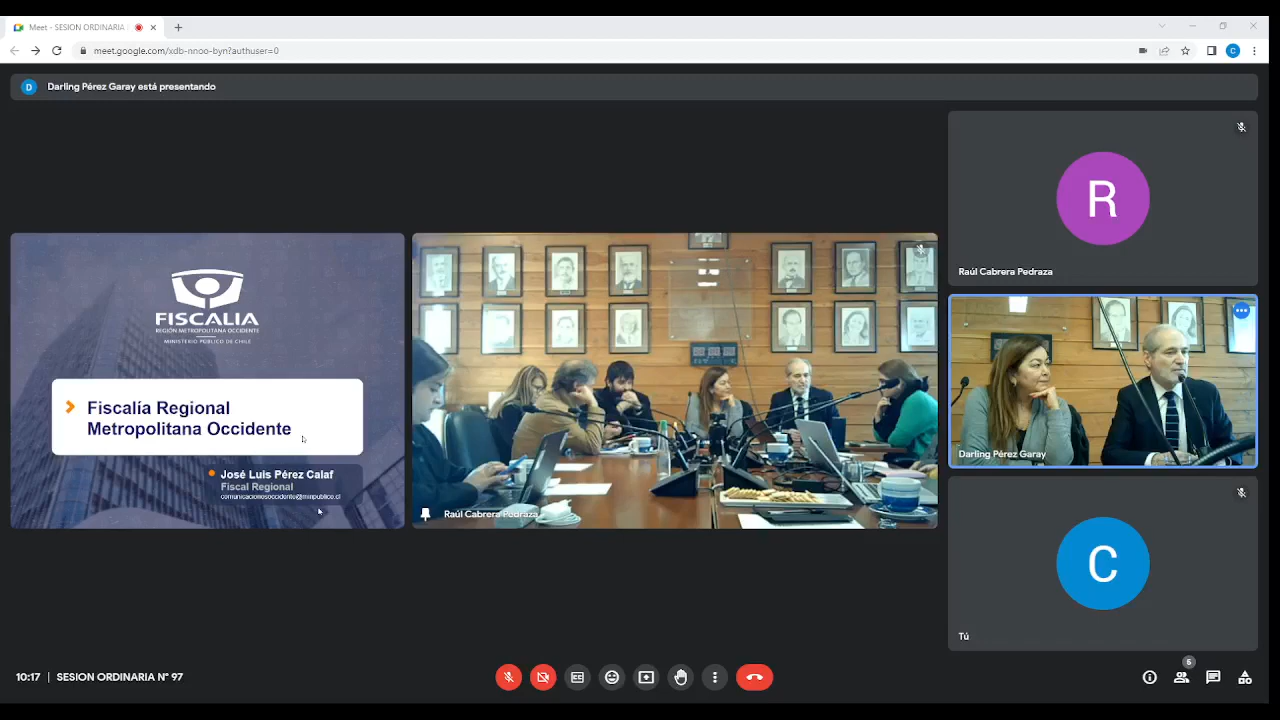 Meet - SESION ORDINARIA
meet.google.com/xdb-nnoo-byn?authuser=0
C
D
Darling Pérez Garay está presentando
R
Raúl Cabrera Pedraza
FISCALIA
REGIÓN METROPOLITANA OCCIDENTE
MINISTERIO PÚBLICO DE CHILE
Fiscalía Regional
Metropolitana Occidente
José Luis Pérez Calaf
Fiscal Regional
comunicacionesoccidente@minpublico.cl
Raúl Cabrera Pedraza
Darling Pérez Garay
C
Tú
10:17 | SESION ORDINARIA N° 97
5